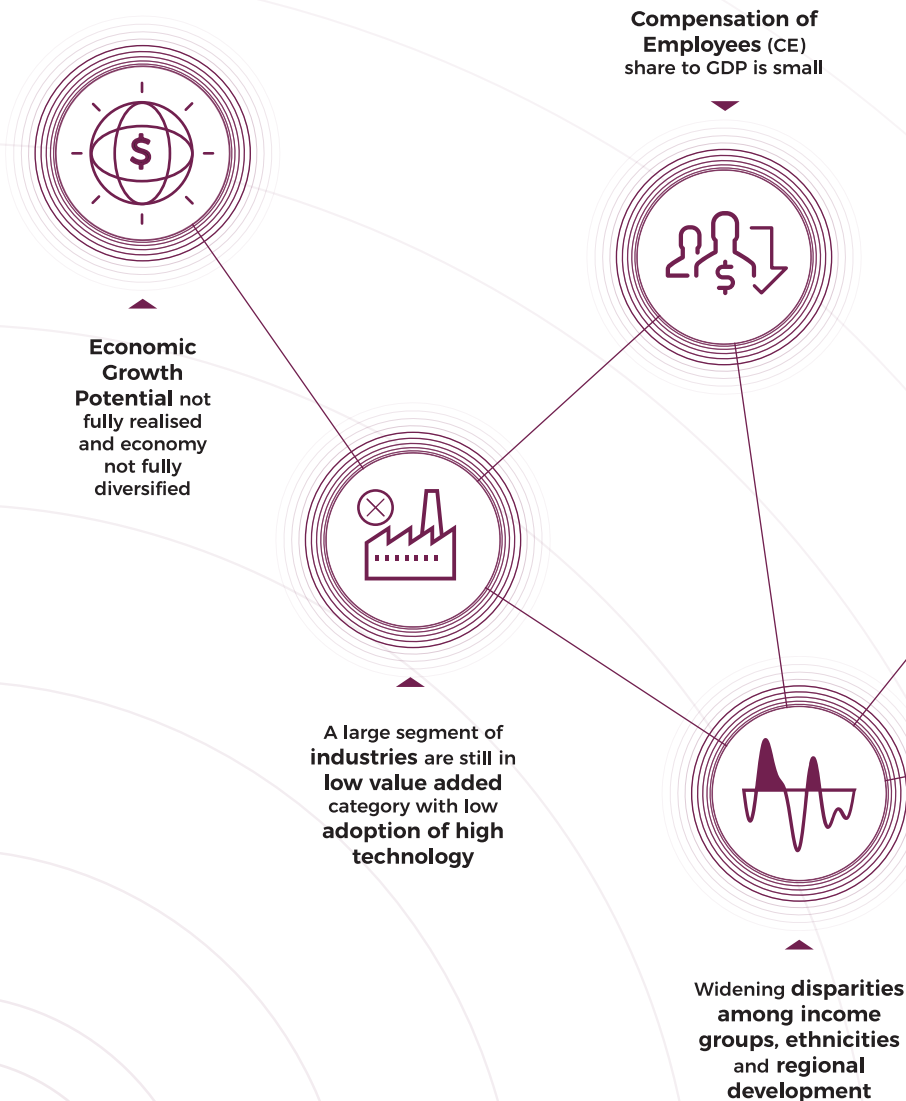 Compensation of
Employees (CE)
share to GDP is small
$
$
Economic
Growth
Potential not
fully realised
and economy
not fully
diversified
A large segment of
industries are still in
low value added
category with low
adoption of high
technology
Widening disparities
among income
groups, ethnicities
and regional
development